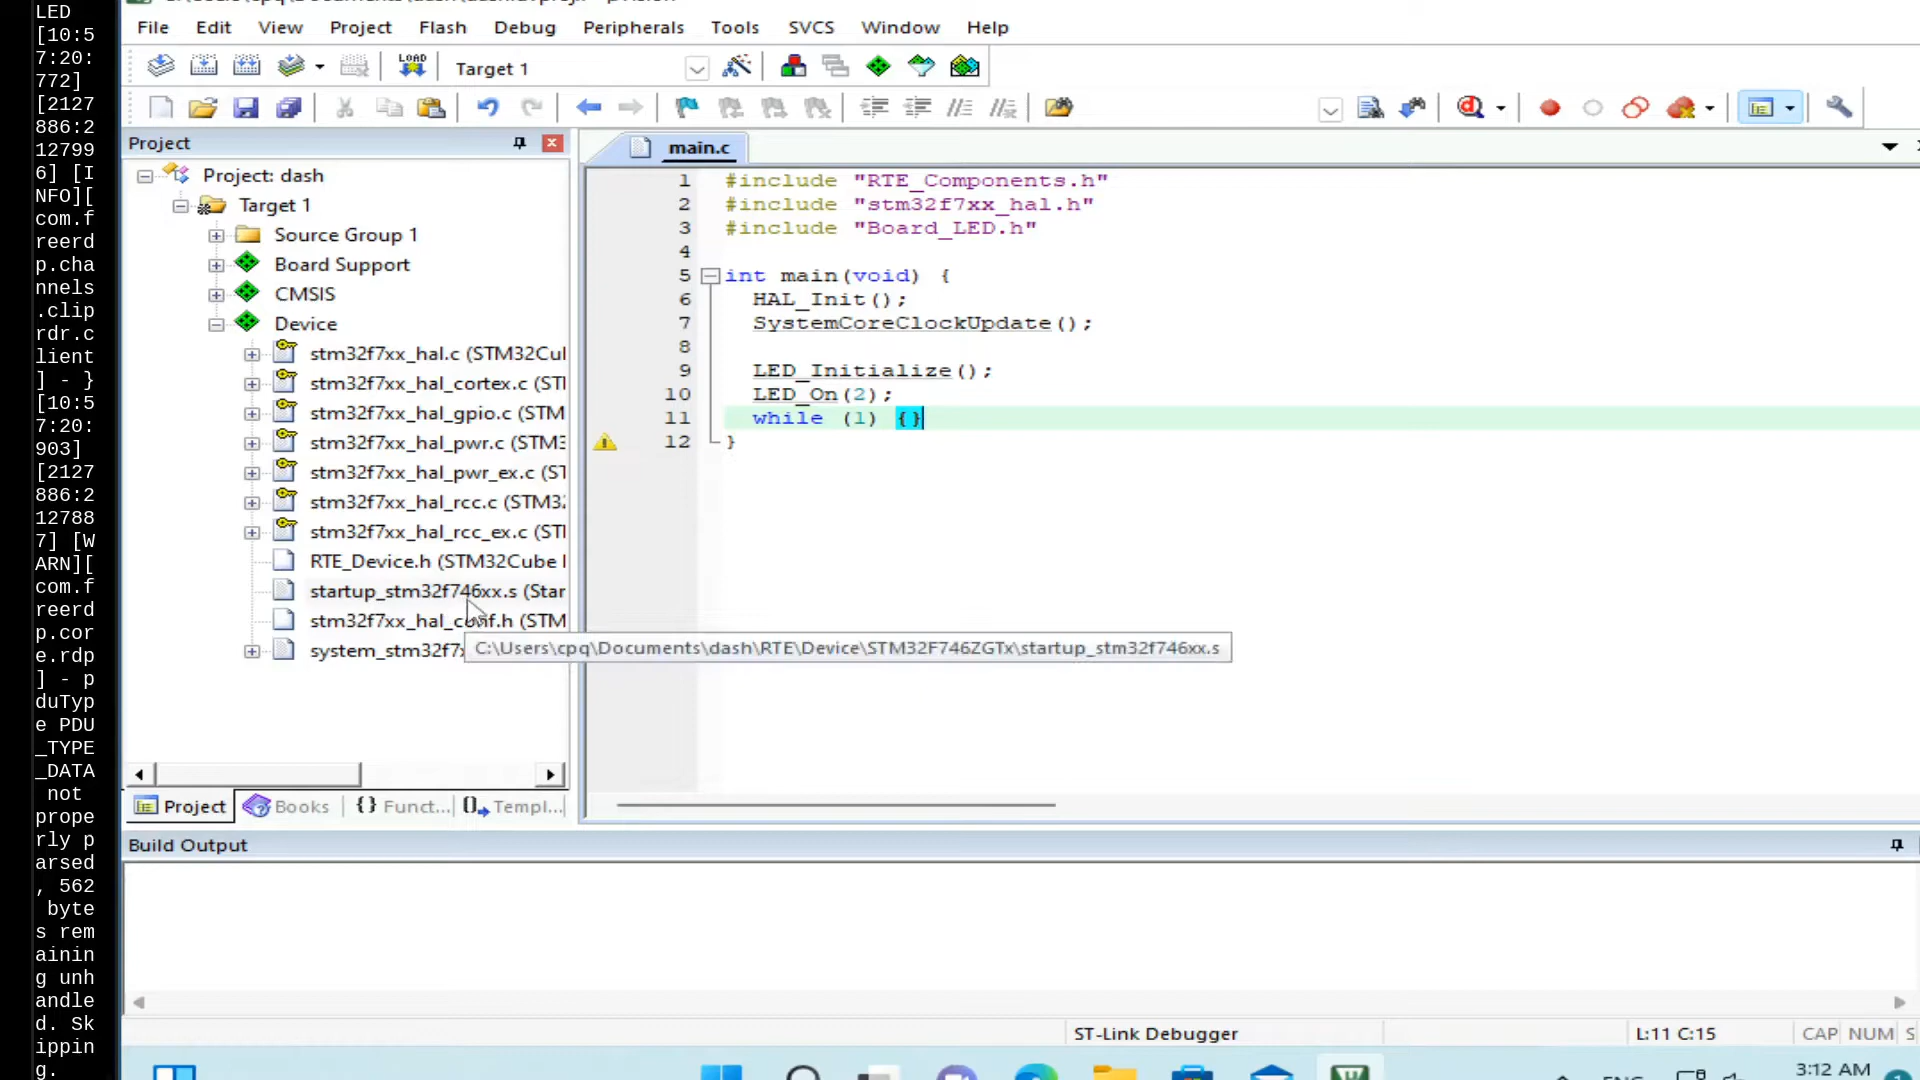 LED
[10:5
7:20:
772]
[2127
886:2
12799
6] [I
NFO][
com.f
reerd
p.cha
nnels
.clip
rdr.c
lient
] - }
[10:5
7:20:
903]
[2127
886:2
12788
7] [W
ARN][
com.f
reerd
p.cor
e.rdp
] - p
duTyp
e PDU
_TYPE
_DATA
not
prope
rly p
arsed
, 562
byte
s rem
ainin
g unh
andle
d. Sk
ippin
g.
File Edit View Project Flash Debug Peripherals Tools SVCS Window Help
LOAD Target 1
Project
main.c
Project: dash
Target 1
Source Group 1
Board Support
CMSIS
Device
stm32f7xx_hal.c (STM32Cul
stm32f7xx_hal_cortex.c (STI
stm32f7xx_hal_gpio.c (STM
stm32f7xx_hal_pwr.c (STM3
stm32f7xx_hal_pwr_ex.c (ST
stm32f7xx_hal_rcc.c (STM32
stm32f7xx_hal_rcc_ex.c (STI
RTE_Device.h (STM32Cube
startup_stm32f746xx.s (Star
stm32f7xx_hal_conf.h (STM
system_stm32f7x
C:\Users\cpq\Documents\dash\RTE\Device\STM32F746ZGTx\startup_stm32f746xx.s
1 #include "RTE_Components.h"
2 #include "stm32f7xx_hal.h"
3 #include "Board_LED.h"
4
5 int main(void) {
6 HAL_Init();
7 SystemCoreClockUpdate();
8
9 LED_Initialize();
10 LED_On(2);
11 while (1) {}
12 }
Project Books {} Funct... Templ...
Build Output
ST-Link Debugger L:11 C:15 CAP NUM S
3:12 AM